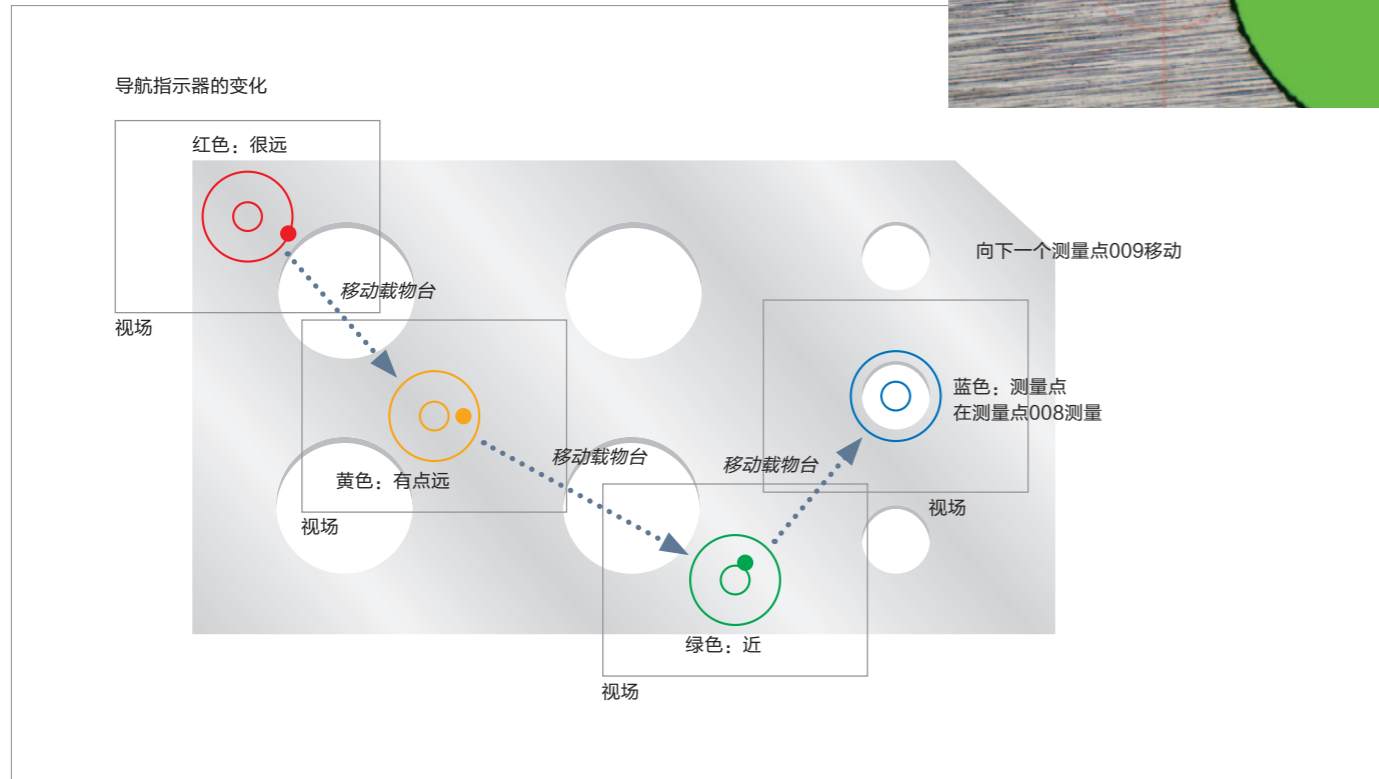 导航指示器的变化
红色：很远
向下一个测量点009移动
移动载物台
视场
蓝色：测量点
在测量点008测量
移动载物台
移动载物台
黄色：有点远
视场
视场
绿色：近
视场